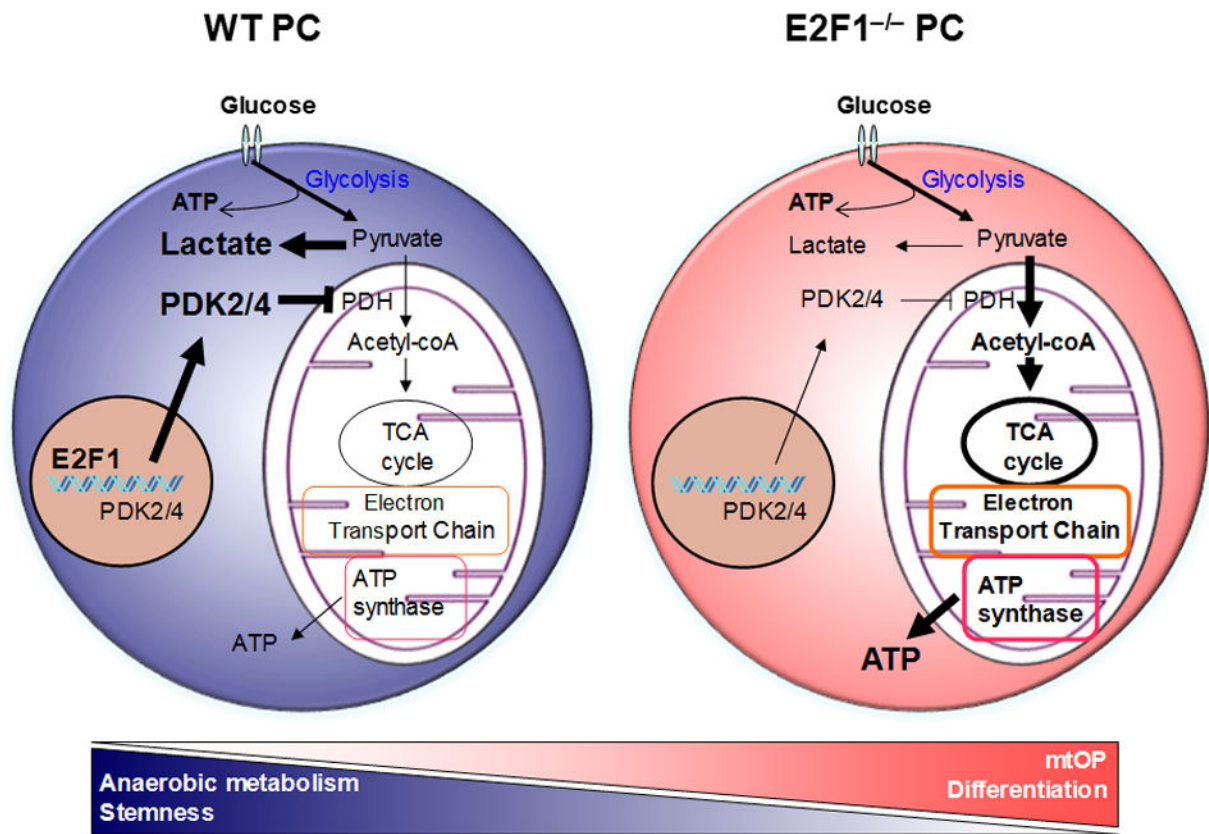 WT PC
Glucose
Glycolysis
ATP
Lactate
Pyruvate
PDK2/4
PDH
Acetyl-coA
E2F1
PDK2/4
TCA
cycle
Electron
Transport Chain
ATP
synthase
ATP
E2F1–/– PC
Glucose
Glycolysis
ATP
Lactate
Pyruvate
PDK2/4
PDH
Acetyl-coA
PDK2/4
TCA
cycle
Electron
Transport Chain
ATP
synthase
ATP
Anaerobic metabolism
Stemness
mtOP
Differentiation